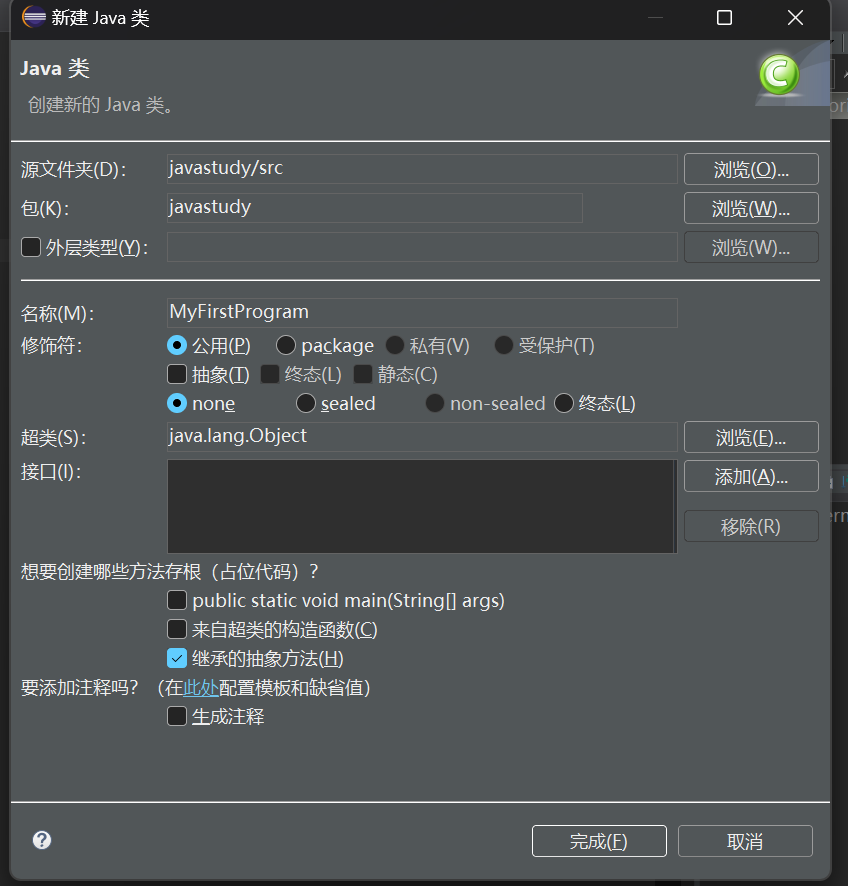 新建 Java 类
Java 类
创建新的 Java 类。
源文件夹(D): javastudy/src 浏览(O)...
包(K): javastudy 浏览(W)...
外层类型(Y): 浏览(W)...
名称(M): MyFirstProgram
修饰符: 公用(P) package 私有(V) 受保护(T)
抽象(T) 终态(L) 静态(C)
none sealed non-sealed 终态(L)
超类(S): java.lang.Object 浏览(E)...
接口(I): 添加(A)...
移除(R)
想要创建哪些方法存根（占位代码）？
public static void main(String[] args)
来自超类的构造函数(C)
继承的抽象方法(H)
要添加注释吗？（在此处配置模板和缺省值）
生成注释
完成(F) 取消